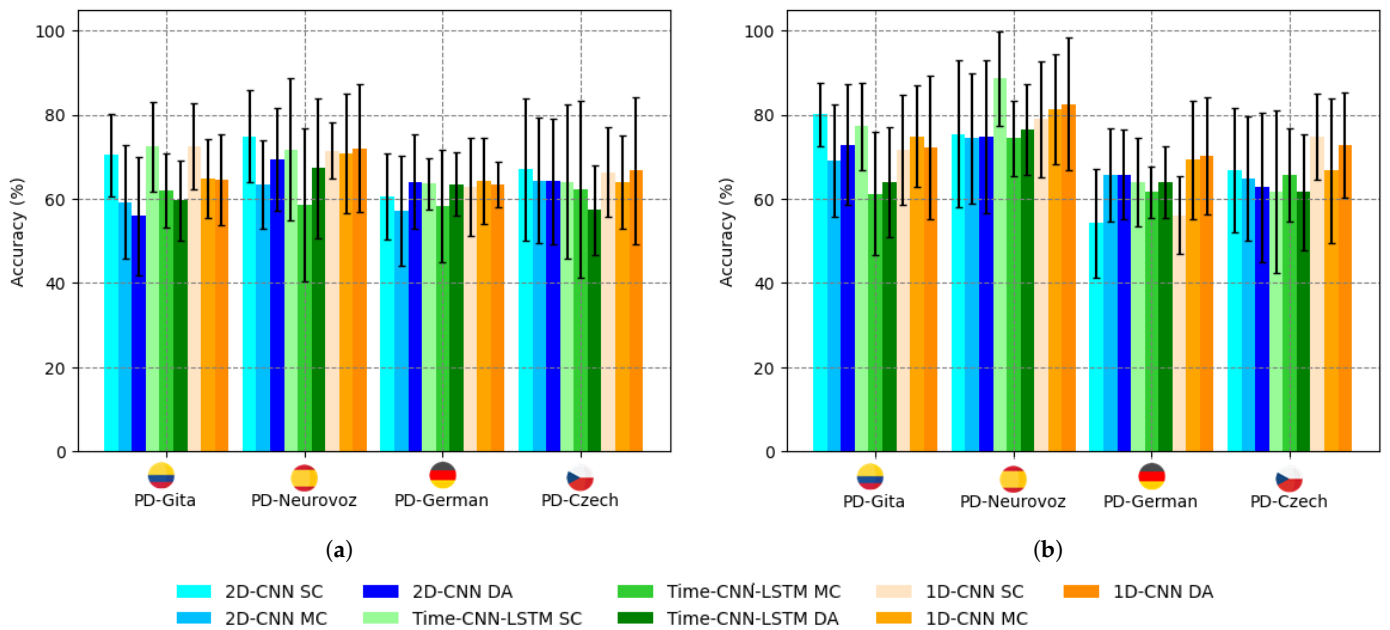 100
80
60
40
20
0
Accuracy (%)
PD-Gita
PD-Neurovoz
PD-German
PD-Czech
(a)
100
80
60
40
20
0
Accuracy (%)
PD-Gita
PD-Neurovoz
PD-German
PD-Czech
(b)
2D-CNN SC
2D-CNN MC
2D-CNN DA
Time-CNN-LSTM SC
Time-CNN-LSTM MC
Time-CNN-LSTM DA
1D-CNN SC
1D-CNN MC
1D-CNN DA